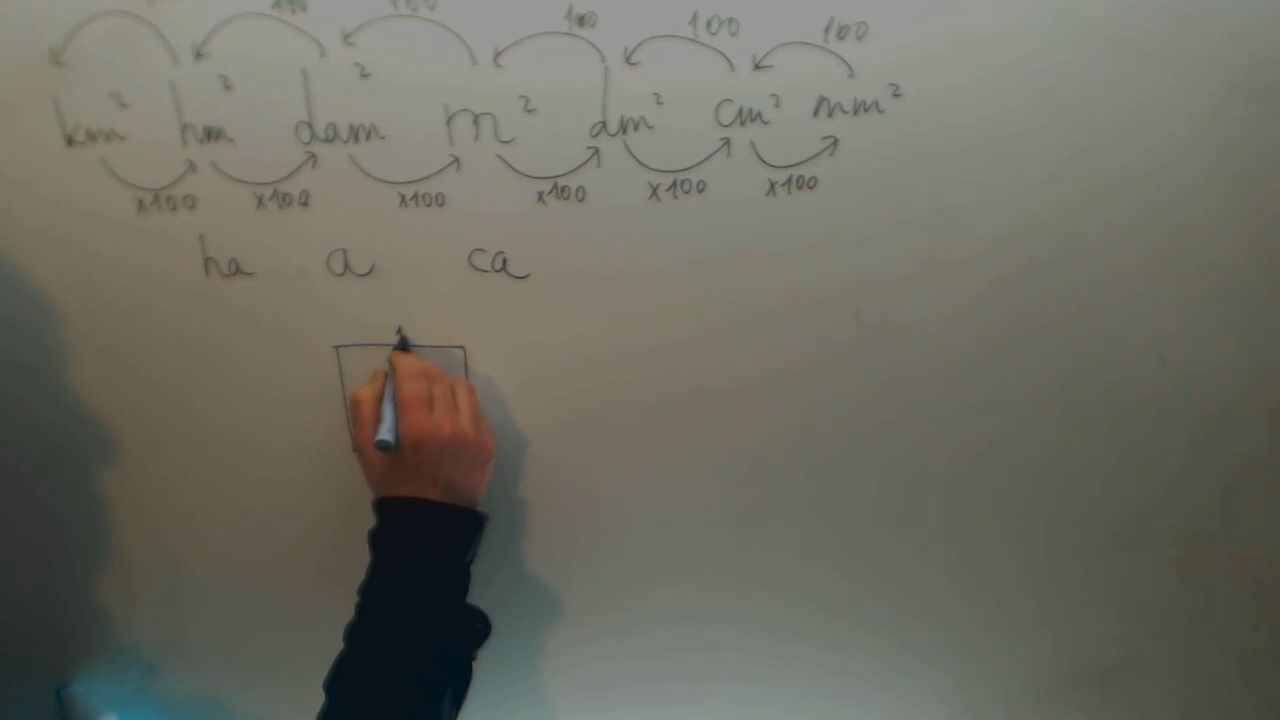 100 100 100 100
km² hm² dam² m² dm² cm² mm²
x100 x100 x100 x100 x100 x100
ha a ca
1